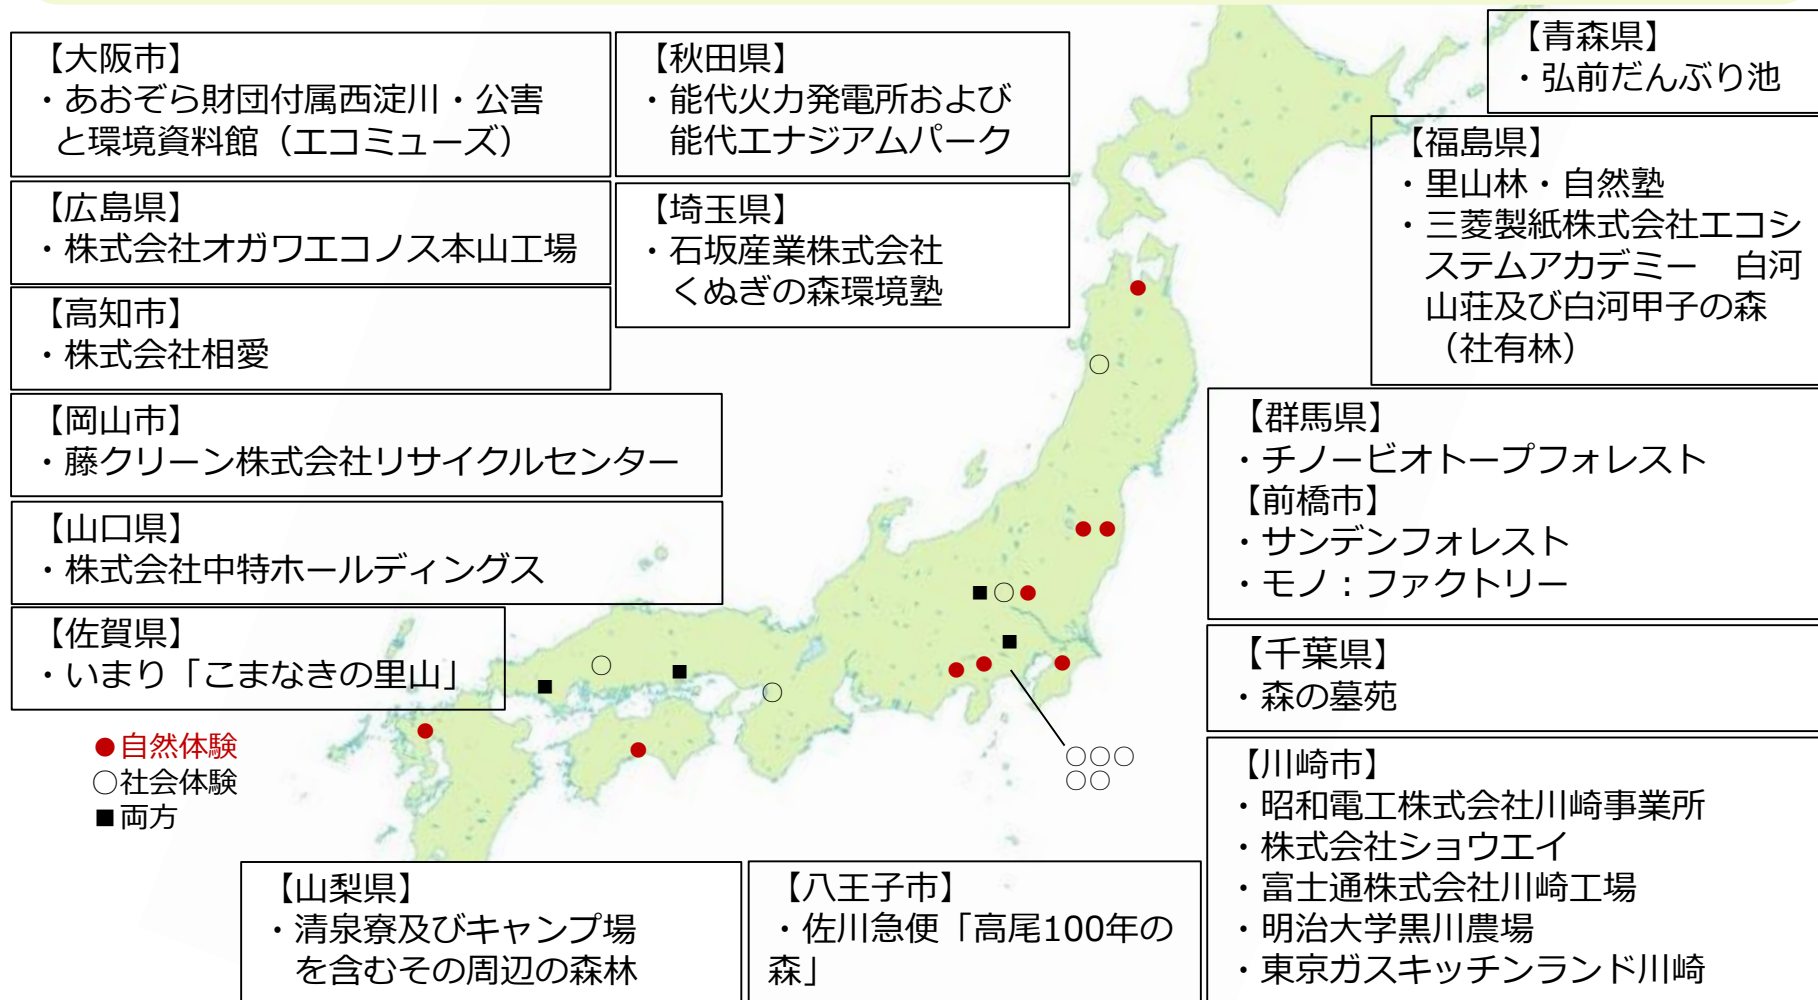 【大阪市】
・あおぞら財団付属西淀川・公害
と環境資料館（エコミューズ）
【広島県】
・株式会社オガワエコノス本山工場
【高知市】
・株式会社相愛
【岡山市】
・藤クリーン株式会社リサイクルセンター
【山口県】
・株式会社中特ホールディングス
【佐賀県】
・いまり「こまなきの里山」
【秋田県】
・能代火力発電所および
能代エナジアムパーク
【埼玉県】
・石坂産業株式会社
くぬぎの森環境塾
【青森県】
・弘前だんぶり池
【福島県】
・里山林・自然塾
・三菱製紙株式会社エコシ
ステムアカデミー　白河
山荘及び白河甲子の森
（社有林）
【群馬県】
・チノービオトープフォレスト
【前橋市】
・サンデンフォレスト
・モノ：ファクトリー
【千葉県】
・森の墓苑
【川崎市】
・昭和電工株式会社川崎事業所
・株式会社ショウエイ
・富士通株式会社川崎工場
・明治大学黒川農場
・東京ガスキッチンランド川崎
●自然体験
○社会体験
■両方
【山梨県】
・清泉寮及びキャンプ場
を含むその周辺の森林
【八王子市】
・佐川急便「高尾100年の
森」